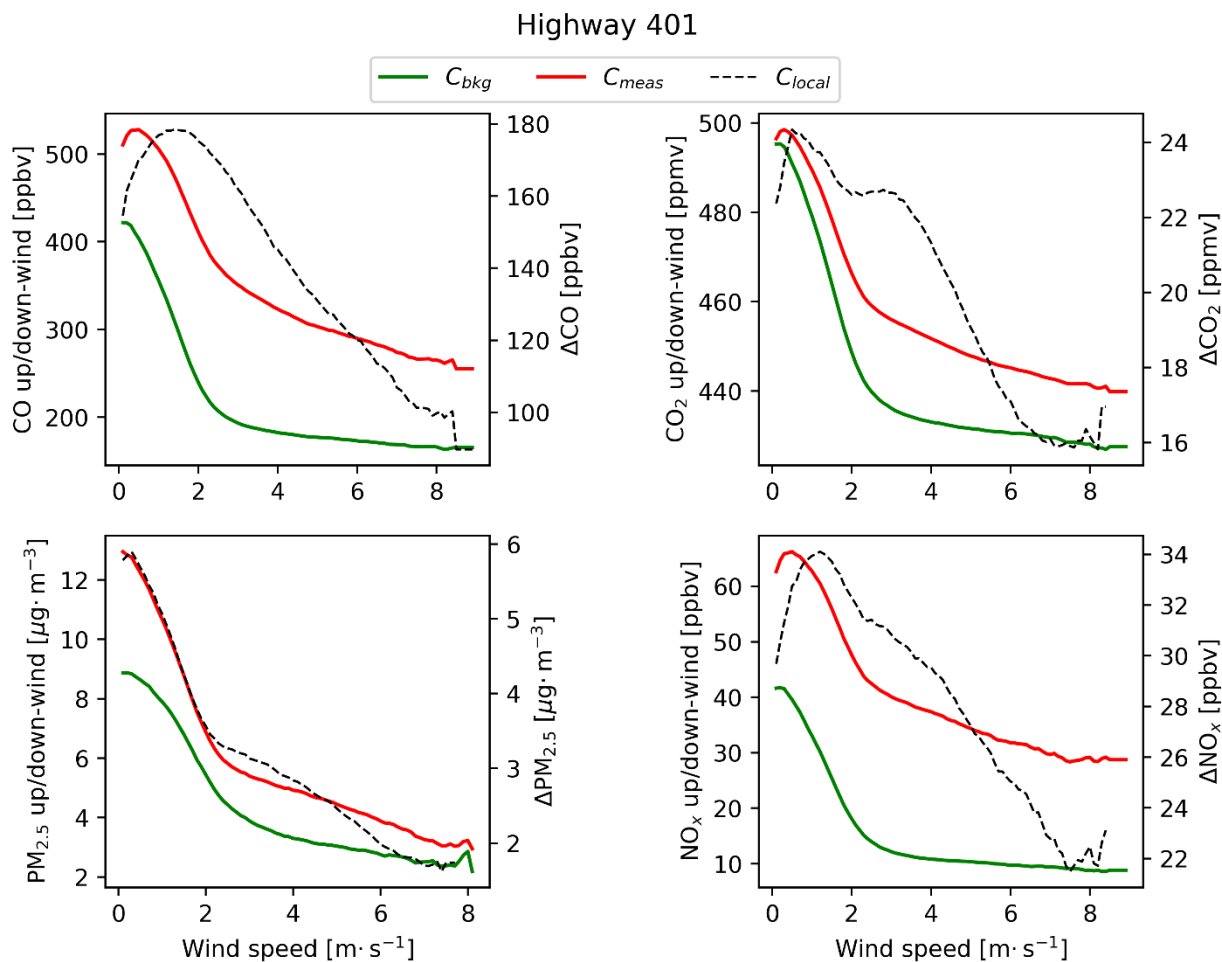 Highway 401
C_bkg C_meas C_local
CO up/down-wind [ppbv]
500
400
300
200
180
160
140
120
100
ΔCO [ppbv]
0 2 4 6 8
CO₂ up/down-wind [ppmv]
500
480
460
440
24
22
20
18
16
ΔCO₂ [ppmv]
0 2 4 6 8
PM₂.₅ up/down-wind [μg·m⁻³]
12
10
8
6
4
2
6
5
4
3
2
ΔPM₂.₅ [μg·m⁻³]
0 2 4 6 8
Wind speed [m·s⁻¹]
NOₓ up/down-wind [ppbv]
60
50
40
30
20
10
34
32
30
28
26
24
22
ΔNOₓ [ppbv]
0 2 4 6 8
Wind speed [m·s⁻¹]